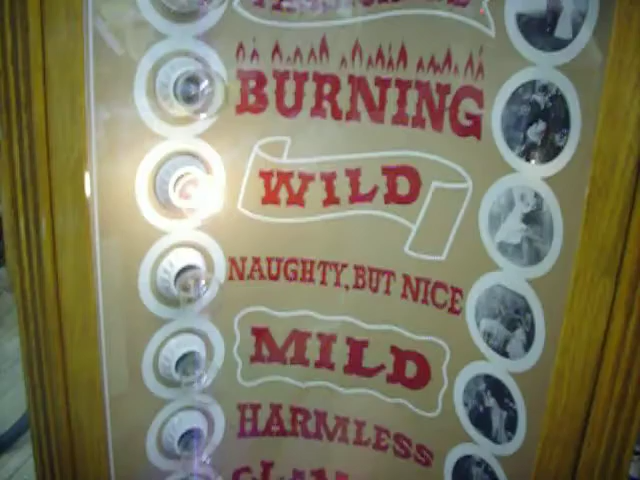 BURNING
WILD
NAUGHTY, BUT NICE
MILD
HARMLESS